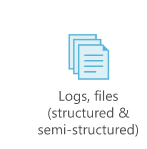 Logs, files
(structured &
semi-structured)